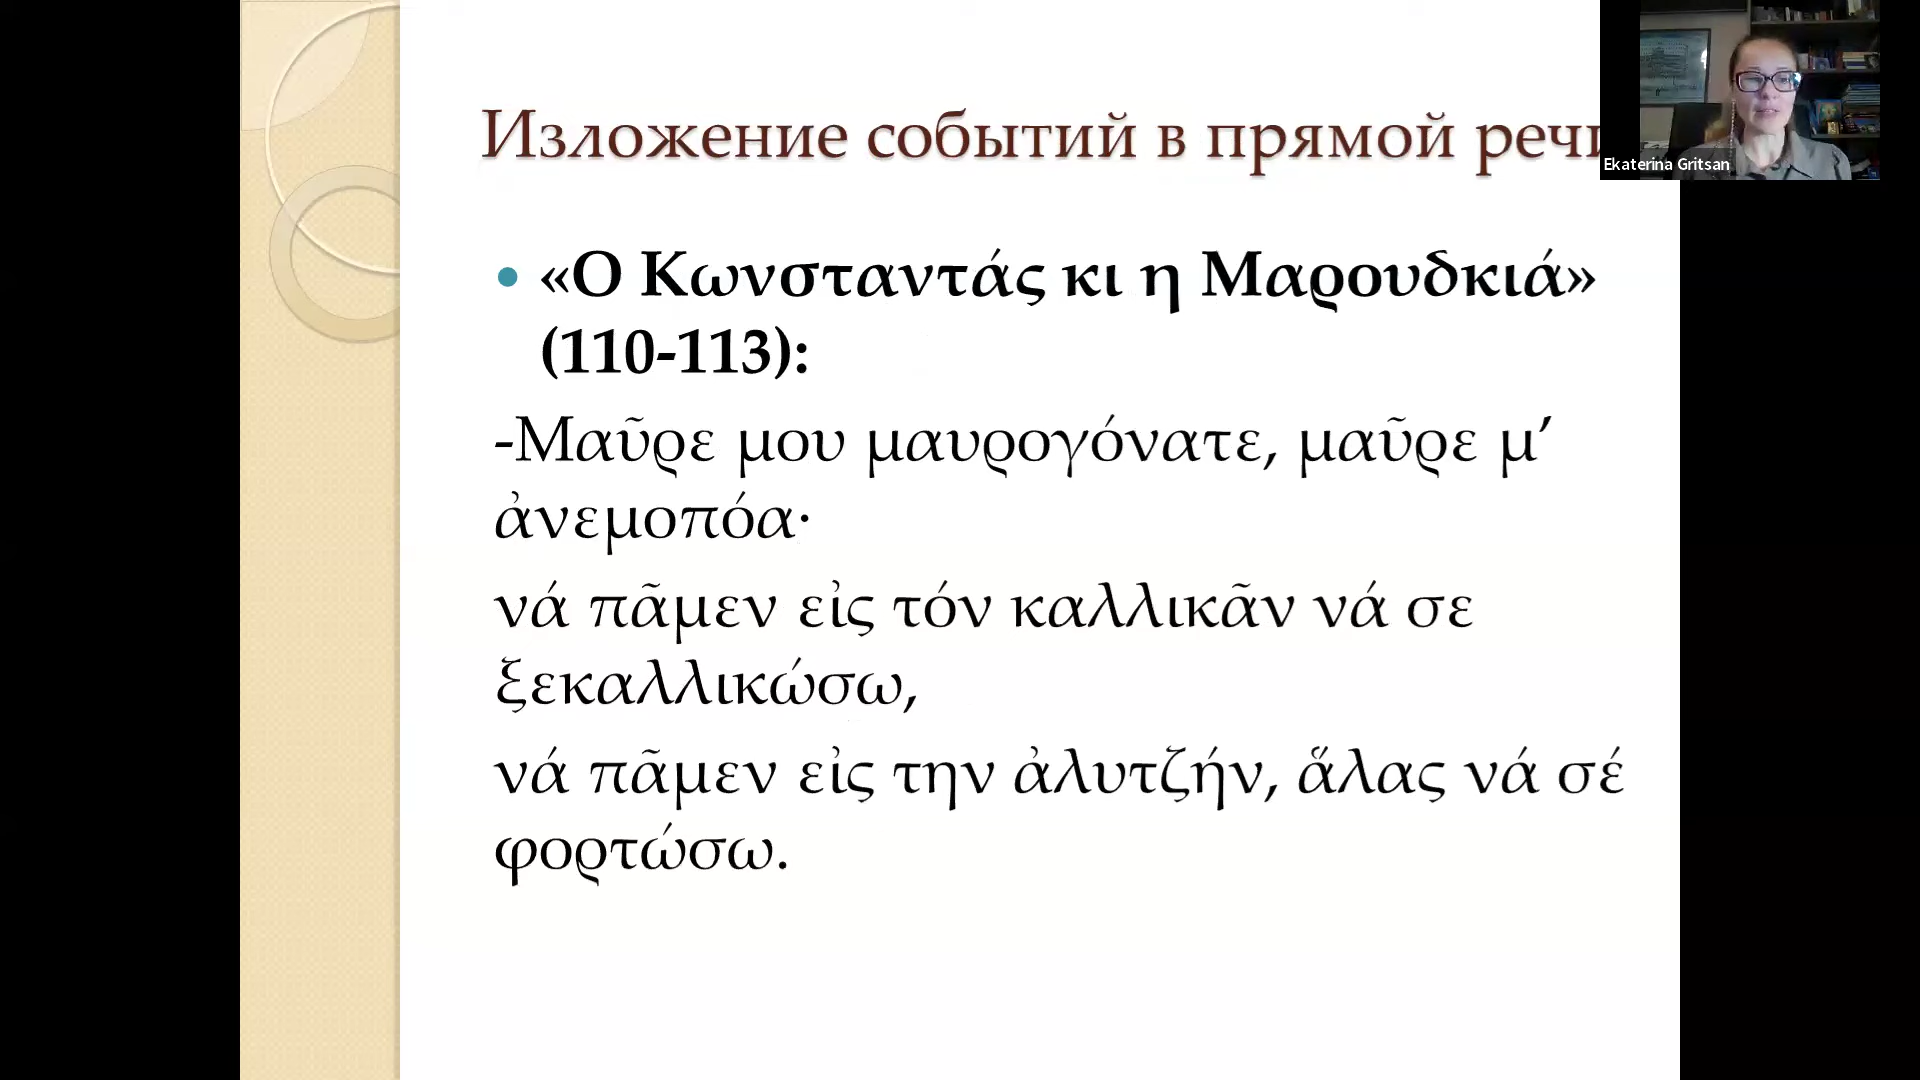 Изложение событий в прямой речи
Ekaterina Gritsan
• «Ο Κωνσταντάς κι η Μαρουδκιά»
(110-113):
-Μαῦρε μου μαυρογόνατε, μαῦρε μ’
ἀνεμοπόα·
νά πᾶμεν εἰς τόν καλλικᾶν νά σε
ξεκαλλικώσω,
νά πᾶμεν εἰς την ἀλυτζήν, ἅλας νά σέ
φορτώσω.